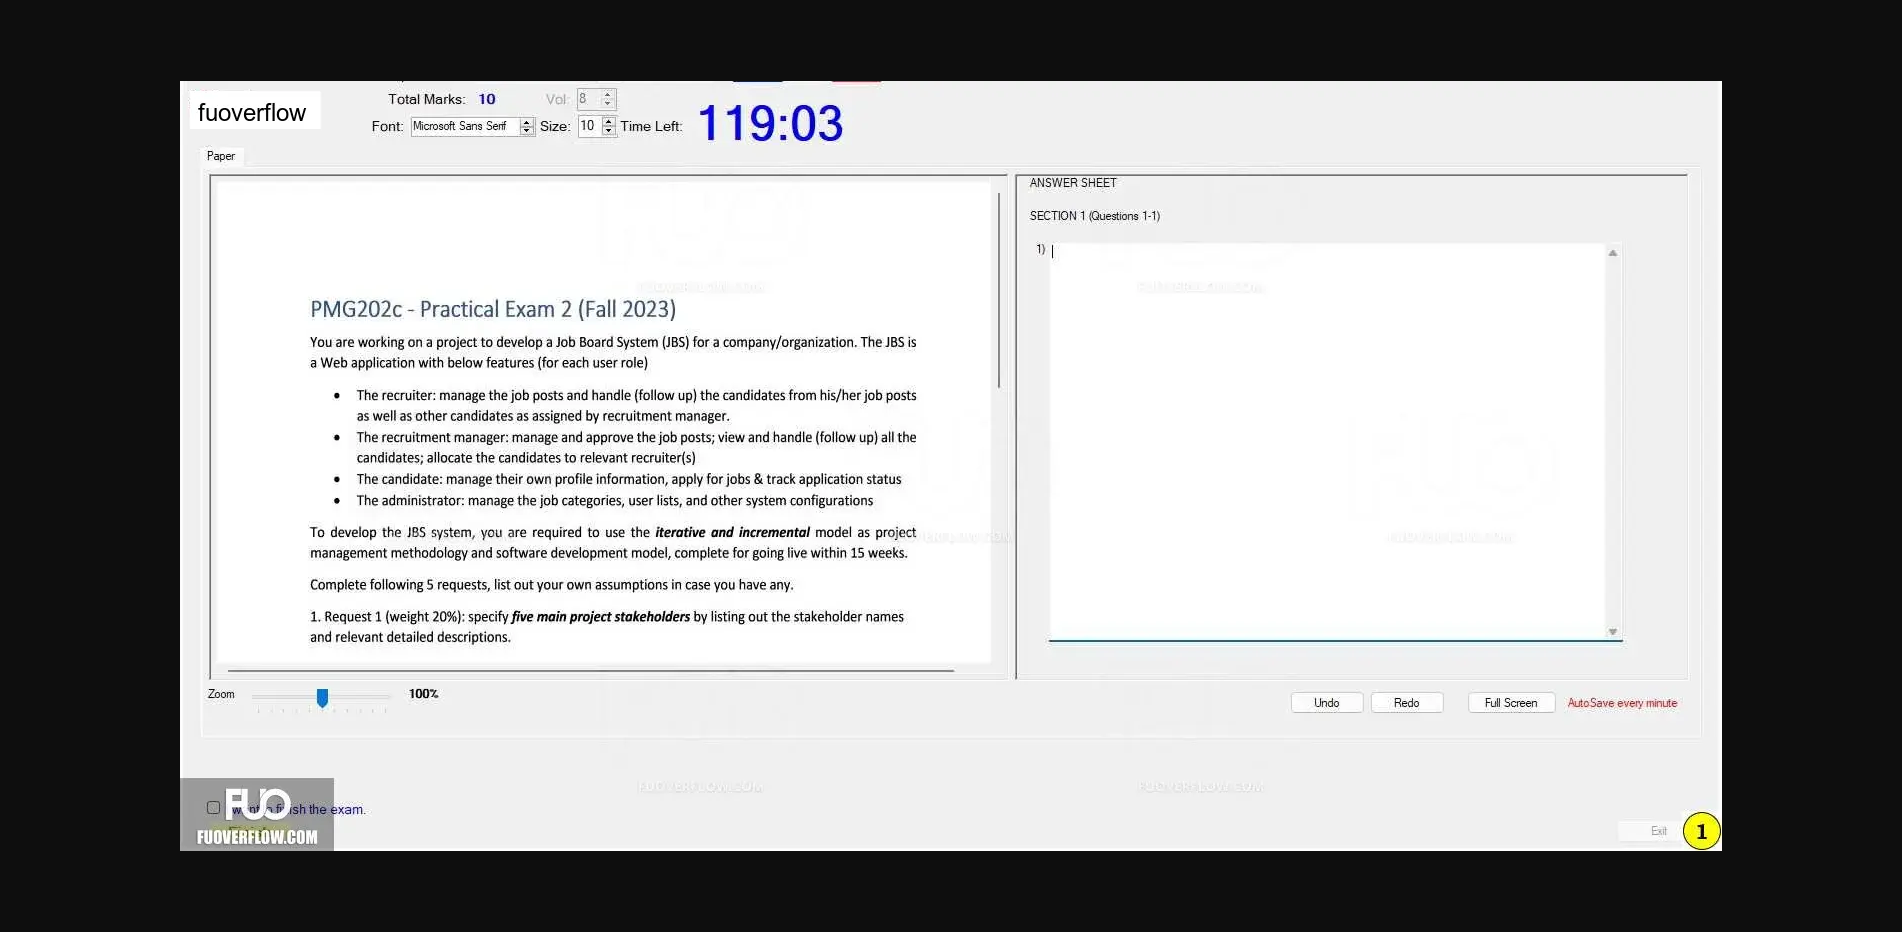 fuoverflow
Total Marks: 10 Vol: 8
Font: Microsoft Sans Serif Size: 10 Time Left: 119:03
Paper
PMG202c - Practical Exam 2 (Fall 2023)
You are working on a project to develop a Job Board System (JBS) for a company/organization. The JBS is
a Web application with below features (for each user role)
• The recruiter: manage the job posts and handle (follow up) the candidates from his/her job posts
as well as other candidates as assigned by recruitment manager.
• The recruitment manager: manage and approve the job posts; view and handle (follow up) all the
candidates; allocate the candidates to relevant recruiter(s)
• The candidate: manage their own profile information, apply for jobs & track application status
• The administrator: manage the job categories, user lists, and other system configurations
To develop the JBS system, you are required to use the iterative and incremental model as project
management methodology and software development model, complete for going live within 15 weeks.
Complete following 5 requests, list out your own assumptions in case you have any.
1. Request 1 (weight 20%): specify five main project stakeholders by listing out the stakeholder names
and relevant detailed descriptions.
ANSWER SHEET
SECTION 1 (Questions 1-1)
1)
Zoom 100%
Undo Redo Full Screen AutoSave every minute
FUOVERFLOW.COM
FUOVERFLOW.COM
FUOVERFLOW.COM
FUOVERFLOW.COM
FUOVERFLOW.COM
FUO
finish the exam.
FUOVERFLOW.COM
Exit 1